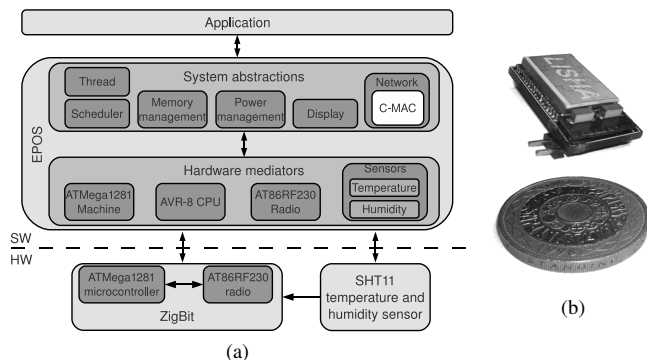 Application
System abstractions
Thread
Scheduler
Memory
management
Power
management
Display
Network
C-MAC
EPOS
Hardware mediators
ATMega1281
Machine
AVR-8 CPU
AT86RF230
Radio
Sensors
Temperature
Humidity
SW
HW
ATMega1281
microcontroller
AT86RF230
radio
ZigBit
SHT11
temperature and
humidity sensor
(a)
LISHA
(b)